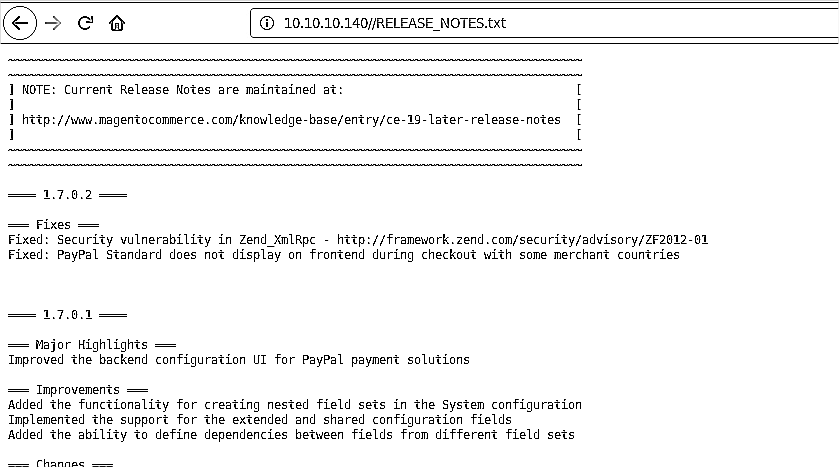 10.10.10.140//RELEASE_NOTES.txt
~~~~~~~~~~~~~~~~~~~~~~~~~~~~~~~~~~~~~~~~~~~~~~~~~~~~~~~~~~~~~~~~~~~~~~~~~~~~~~~~~~
~~~~~~~~~~~~~~~~~~~~~~~~~~~~~~~~~~~~~~~~~~~~~~~~~~~~~~~~~~~~~~~~~~~~~~~~~~~~~~~~~~
] NOTE: Current Release Notes are maintained at: [
] [
] http://www.magentocommerce.com/knowledge-base/entry/ce-19-later-release-notes [
] [
~~~~~~~~~~~~~~~~~~~~~~~~~~~~~~~~~~~~~~~~~~~~~~~~~~~~~~~~~~~~~~~~~~~~~~~~~~~~~~~~~~
~~~~~~~~~~~~~~~~~~~~~~~~~~~~~~~~~~~~~~~~~~~~~~~~~~~~~~~~~~~~~~~~~~~~~~~~~~~~~~~~~~
==== 1.7.0.2 ====
=== Fixes ===
Fixed: Security vulnerability in Zend_XmlRpc - http://framework.zend.com/security/advisory/ZF2012-01
Fixed: PayPal Standard does not display on frontend during checkout with some merchant countries
==== 1.7.0.1 ====
=== Major Highlights ===
Improved the backend configuration UI for PayPal payment solutions
=== Improvements ===
Added the functionality for creating nested field sets in the System configuration
Implemented the support for the extended and shared configuration fields
Added the ability to define dependencies between fields from different field sets
=== Changes ===